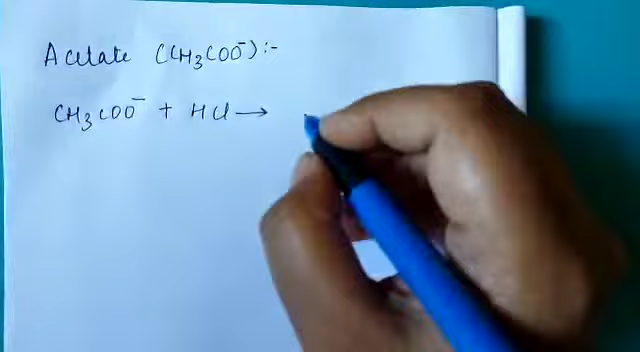 Acetate (CH₃COO⁻):-
CH₃COO⁻ + HCl →